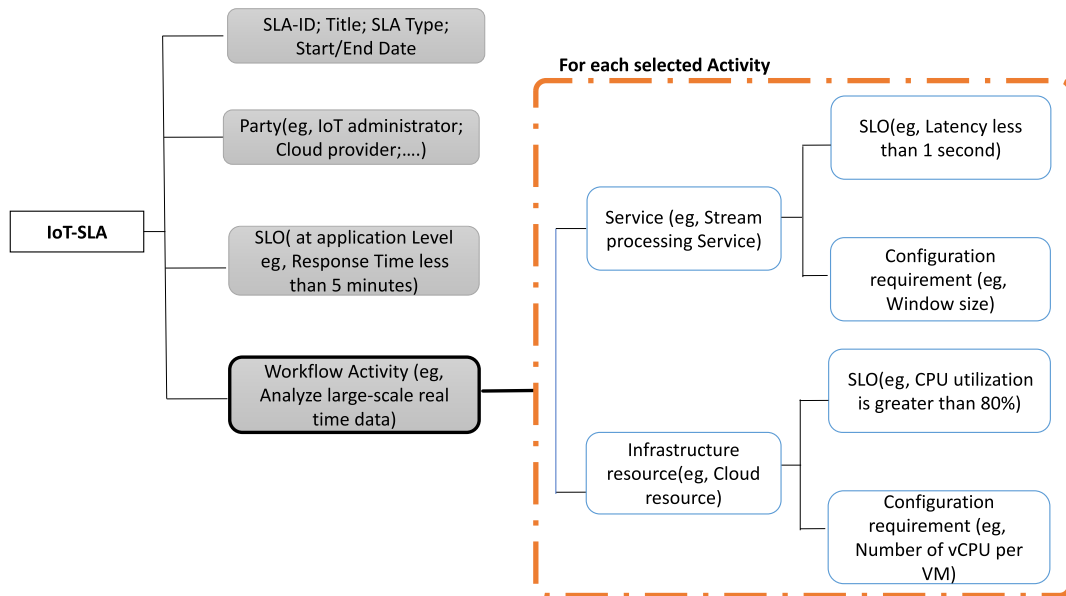 SLA-ID; Title; SLA Type;
Start/End Date
For each selected Activity
Party(eg, IoT administrator;
Cloud provider;....)
SLO(eg, Latency less
than 1 second)
IoT-SLA
SLO( at application Level
eg, Response Time less
than 5 minutes)
Service (eg, Stream
processing Service)
Configuration
requirement (eg,
Window size)
Workflow Activity (eg,
Analyze large-scale real
time data)
SLO(eg, CPU utilization
is greater than 80%)
Infrastructure
resource(eg, Cloud
resource)
Configuration
requirement (eg,
Number of vCPU per
VM)